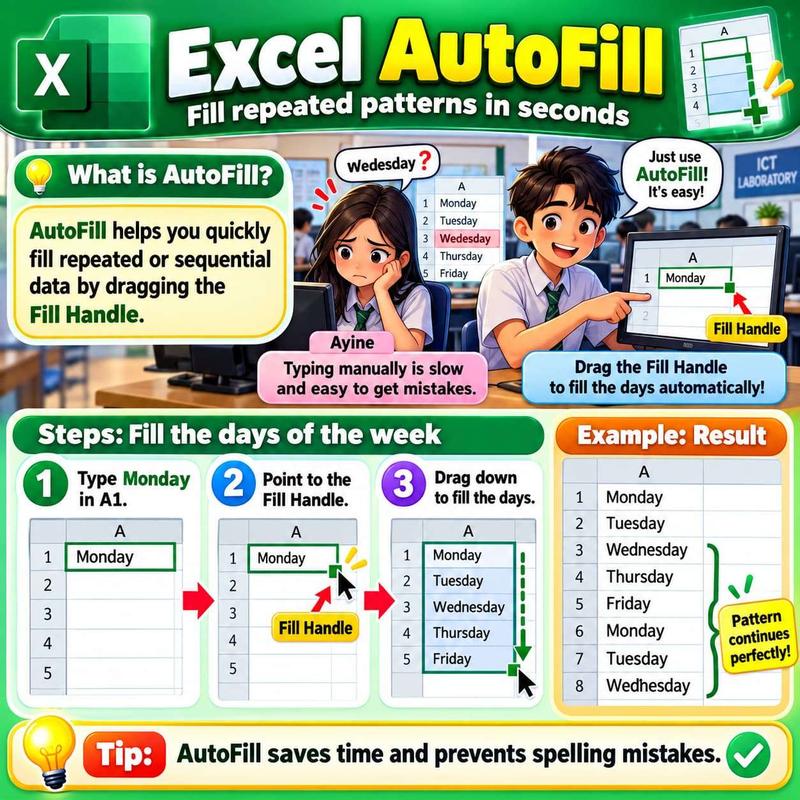 X
Excel AutoFill
Fill repeated patterns in seconds
A
1
2
3
4
5
What is AutoFill?
AutoFill helps you quickly
fill repeated or sequential
data by dragging the
Fill Handle.
Wedesday?
A
1 Monday
2 Tuesday
3 Wedesday
4 Thursday
5 Friday
Ayine
Typing manually is slow
and easy to get mistakes.
Just use
AutoFill!
It's easy!
ICT
LABORATORY
A
1 Monday
2
Fill Handle
Drag the Fill Handle
to fill the days automatically!
Steps: Fill the days of the week
1 Type Monday
in A1.
A
1 Monday
2
3
4
5
2 Point to the
Fill Handle.
A
1 Monday
2
3
4
5
Fill Handle
3 Drag down
to fill the days.
A
1 Monday
2 Tuesday
3 Wednesday
4 Thursday
5 Friday
Example: Result
A
1 Monday
2 Tuesday
3 Wednesday
4 Thursday
5 Friday
6 Monday
7 Tuesday
8 Wednesday
Pattern
continues
perfectly!
Tip: AutoFill saves time and prevents spelling mistakes.